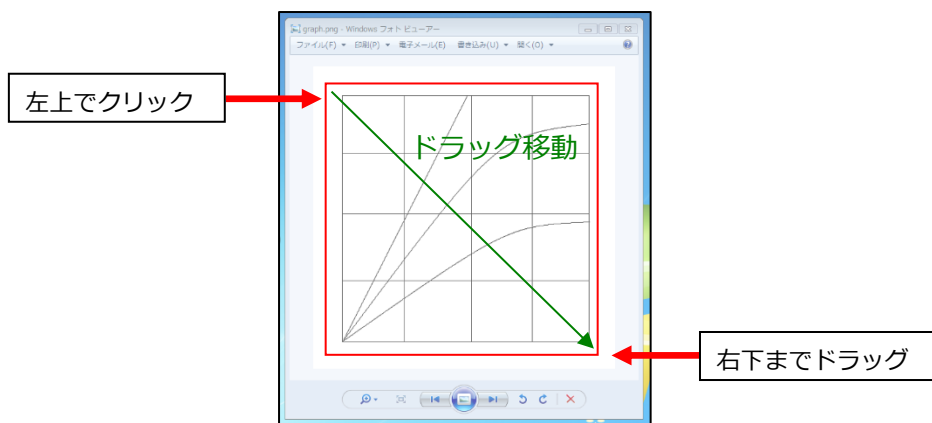 graph.png - Windows フォト ビューアー
ファイル(F) 印刷(P) 電子メール(E) 書き込み(U) 開く(O)
左上でクリック
ドラッグ移動
右下までドラッグ